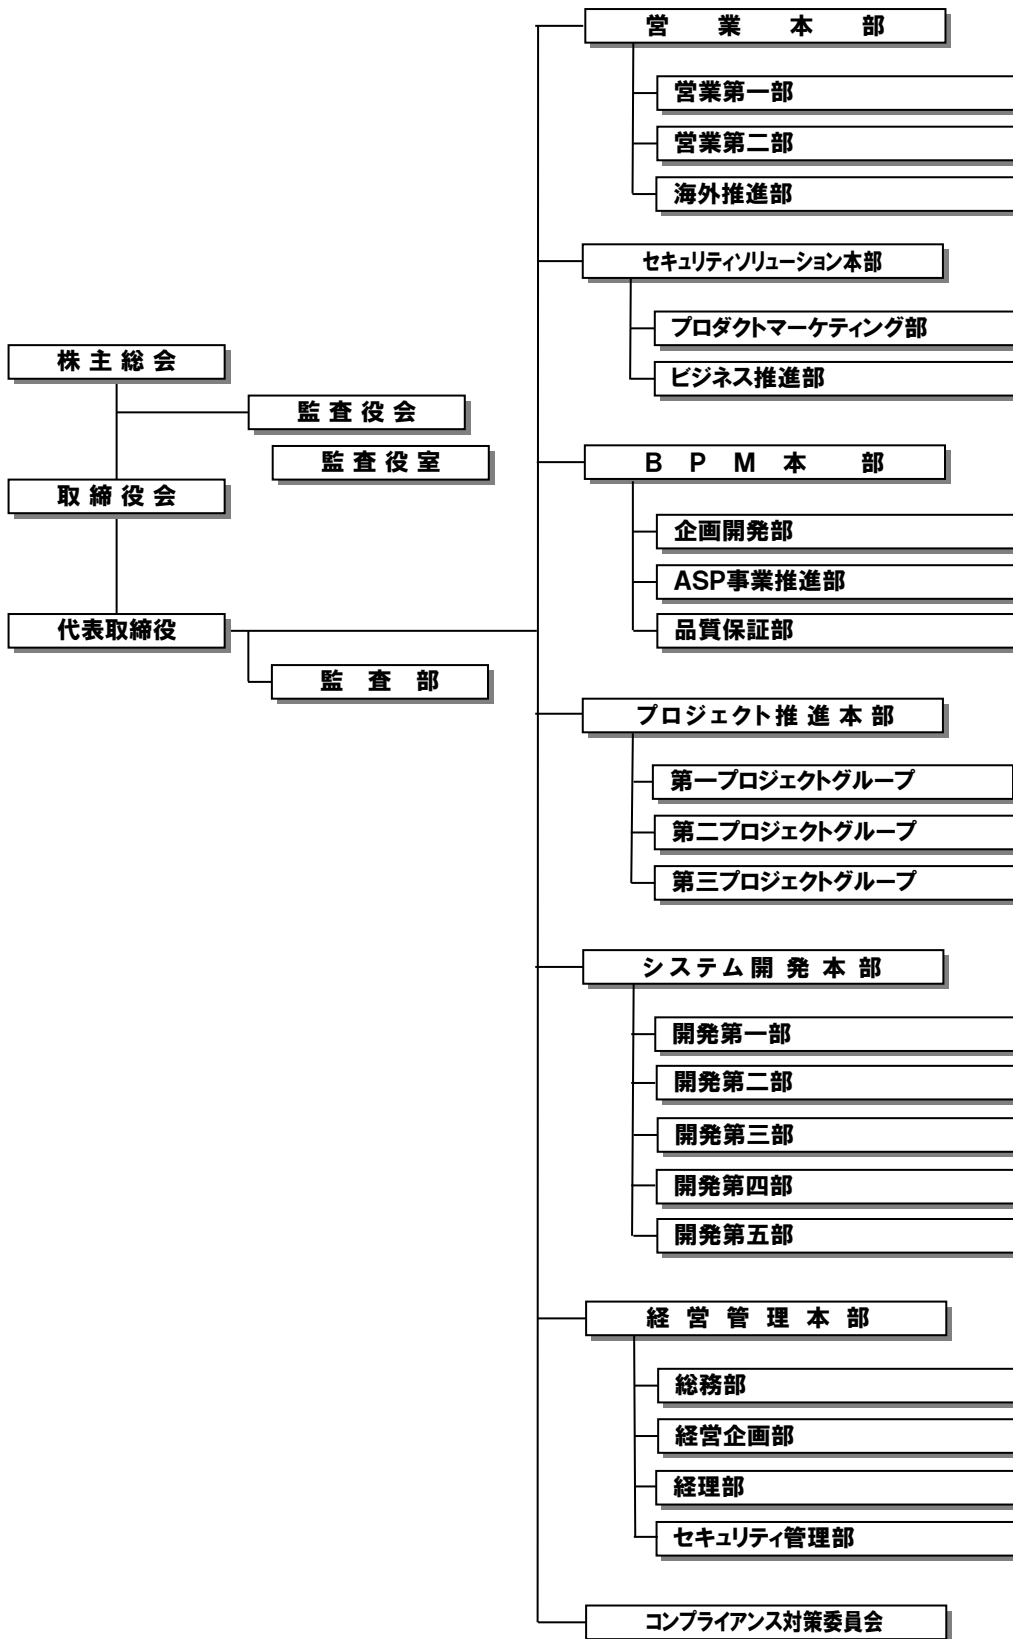 株主総会
監査役会
監査役室
取締役会
代表取締役
監査部
営業本部
営業第一部
営業第二部
海外推進部
セキュリティソリューション本部
プロダクトマーケティング部
ビジネス推進部
BPM本部
企画開発部
ASP事業推進部
品質保証部
プロジェクト推進本部
第一プロジェクトグループ
第二プロジェクトグループ
第三プロジェクトグループ
システム開発本部
開発第一部
開発第二部
開発第三部
開発第四部
開発第五部
経営管理本部
総務部
経営企画部
経理部
セキュリティ管理部
コンプライアンス対策委員会